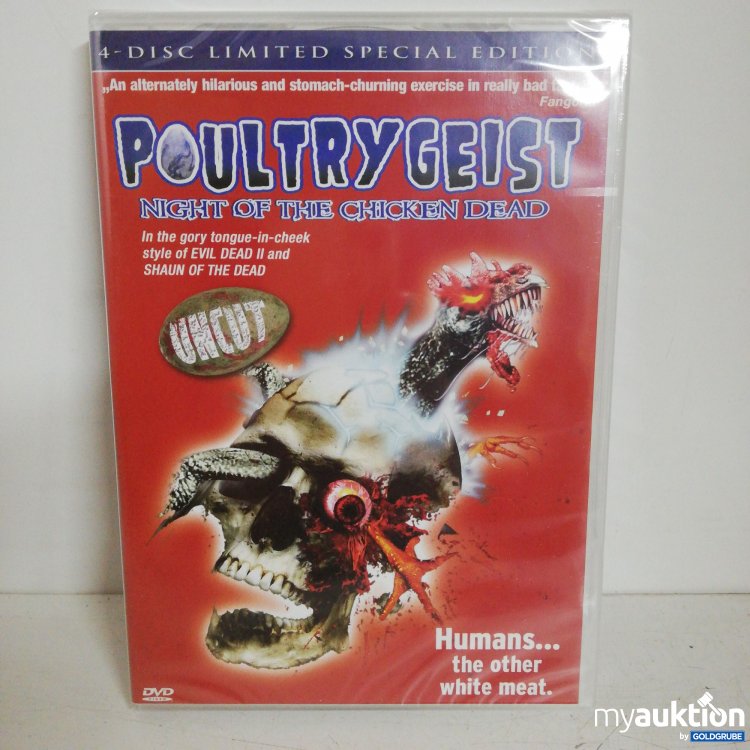 4-DISC LIMITED SPECIAL EDITION
„An alternately hilarious and stomach-churning exercise in really bad
POULTRYGEIST
NIGHT OF THE CHICKEN DEAD
In the gory tongue-in-cheek
style of EVIL DEAD II and
SHAUN OF THE DEAD
UNCUT
Humans...
the other
white meat.
DVD
VIDEO
myauktion
by GOLDGRUBE